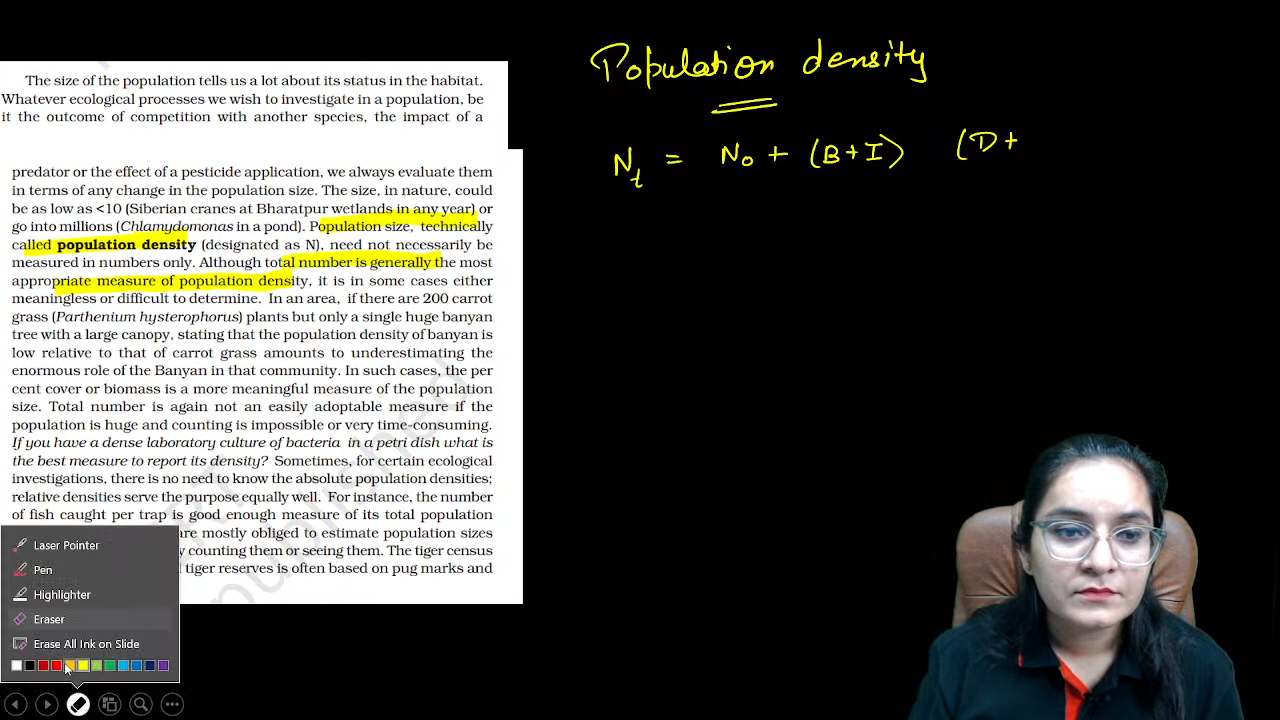 The size of the population tells us a lot about its status in the habitat.
Whatever ecological processes we wish to investigate in a population, be
it the outcome of competition with another species, the impact of a
predator or the effect of a pesticide application, we always evaluate them
in terms of any change in the population size. The size, in nature, could
be as low as <10 (Siberian cranes at Bharatpur wetlands in any year) or
go into millions (Chlamydomonas in a pond). Population size, technically
called population density (designated as N), need not necessarily be
measured in numbers only. Although total number is generally the most
appropriate measure of population density, it is in some cases either
meaningless or difficult to determine. In an area, if there are 200 carrot
grass (Parthenium hysterophorus) plants but only a single huge banyan
tree with a large canopy, stating that the population density of banyan is
low relative to that of carrot grass amounts to underestimating the
enormous role of the Banyan in that community. In such cases, the per
cent cover or biomass is a more meaningful measure of the population
size. Total number is again not an easily adoptable measure if the
population is huge and counting is impossible or very time-consuming.
If you have a dense laboratory culture of bacteria in a petri dish what is
the best measure to report its density? Sometimes, for certain ecological
investigations, there is no need to know the absolute population densities;
relative densities serve the purpose equally well. For instance, the number
of fish caught per trap is good enough measure of its total population
are mostly obliged to estimate population sizes
y counting them or seeing them. The tiger census
tiger reserves is often based on pug marks and
Population density
Nt = No + (B+I) (D+
Laser Pointer
Pen
Highlighter
Eraser
Erase All Ink on Slide